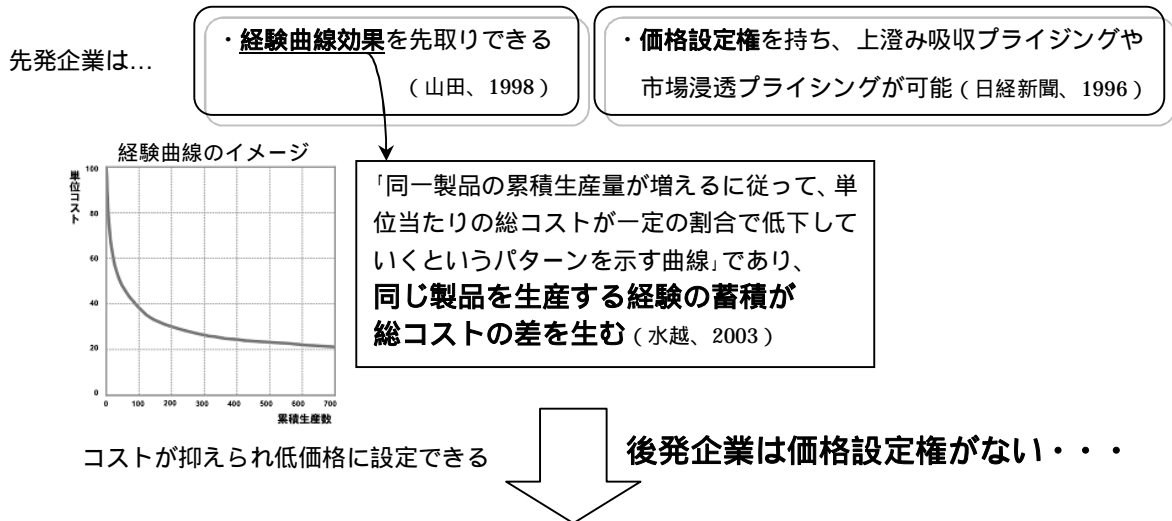 先発企業は…
・経験曲線効果を先取りできる
（山田、1998）
・価格設定権を持ち、上澄み吸収プライジングや
市場浸透プライシングが可能（日経新聞、1996）
経験曲線のイメージ
単位コスト
100
80
60
40
20
0
0 100 200 300 400 500 600 700
累積生産数
「同一製品の累積生産量が増えるに従って、単
位当たりの総コストが一定の割合で低下して
いくというパターンを示す曲線」であり、
同じ製品を生産する経験の蓄積が
総コストの差を生む（水越、2003）
コストが抑えられ低価格に設定できる
後発企業は価格設定権がない・・・